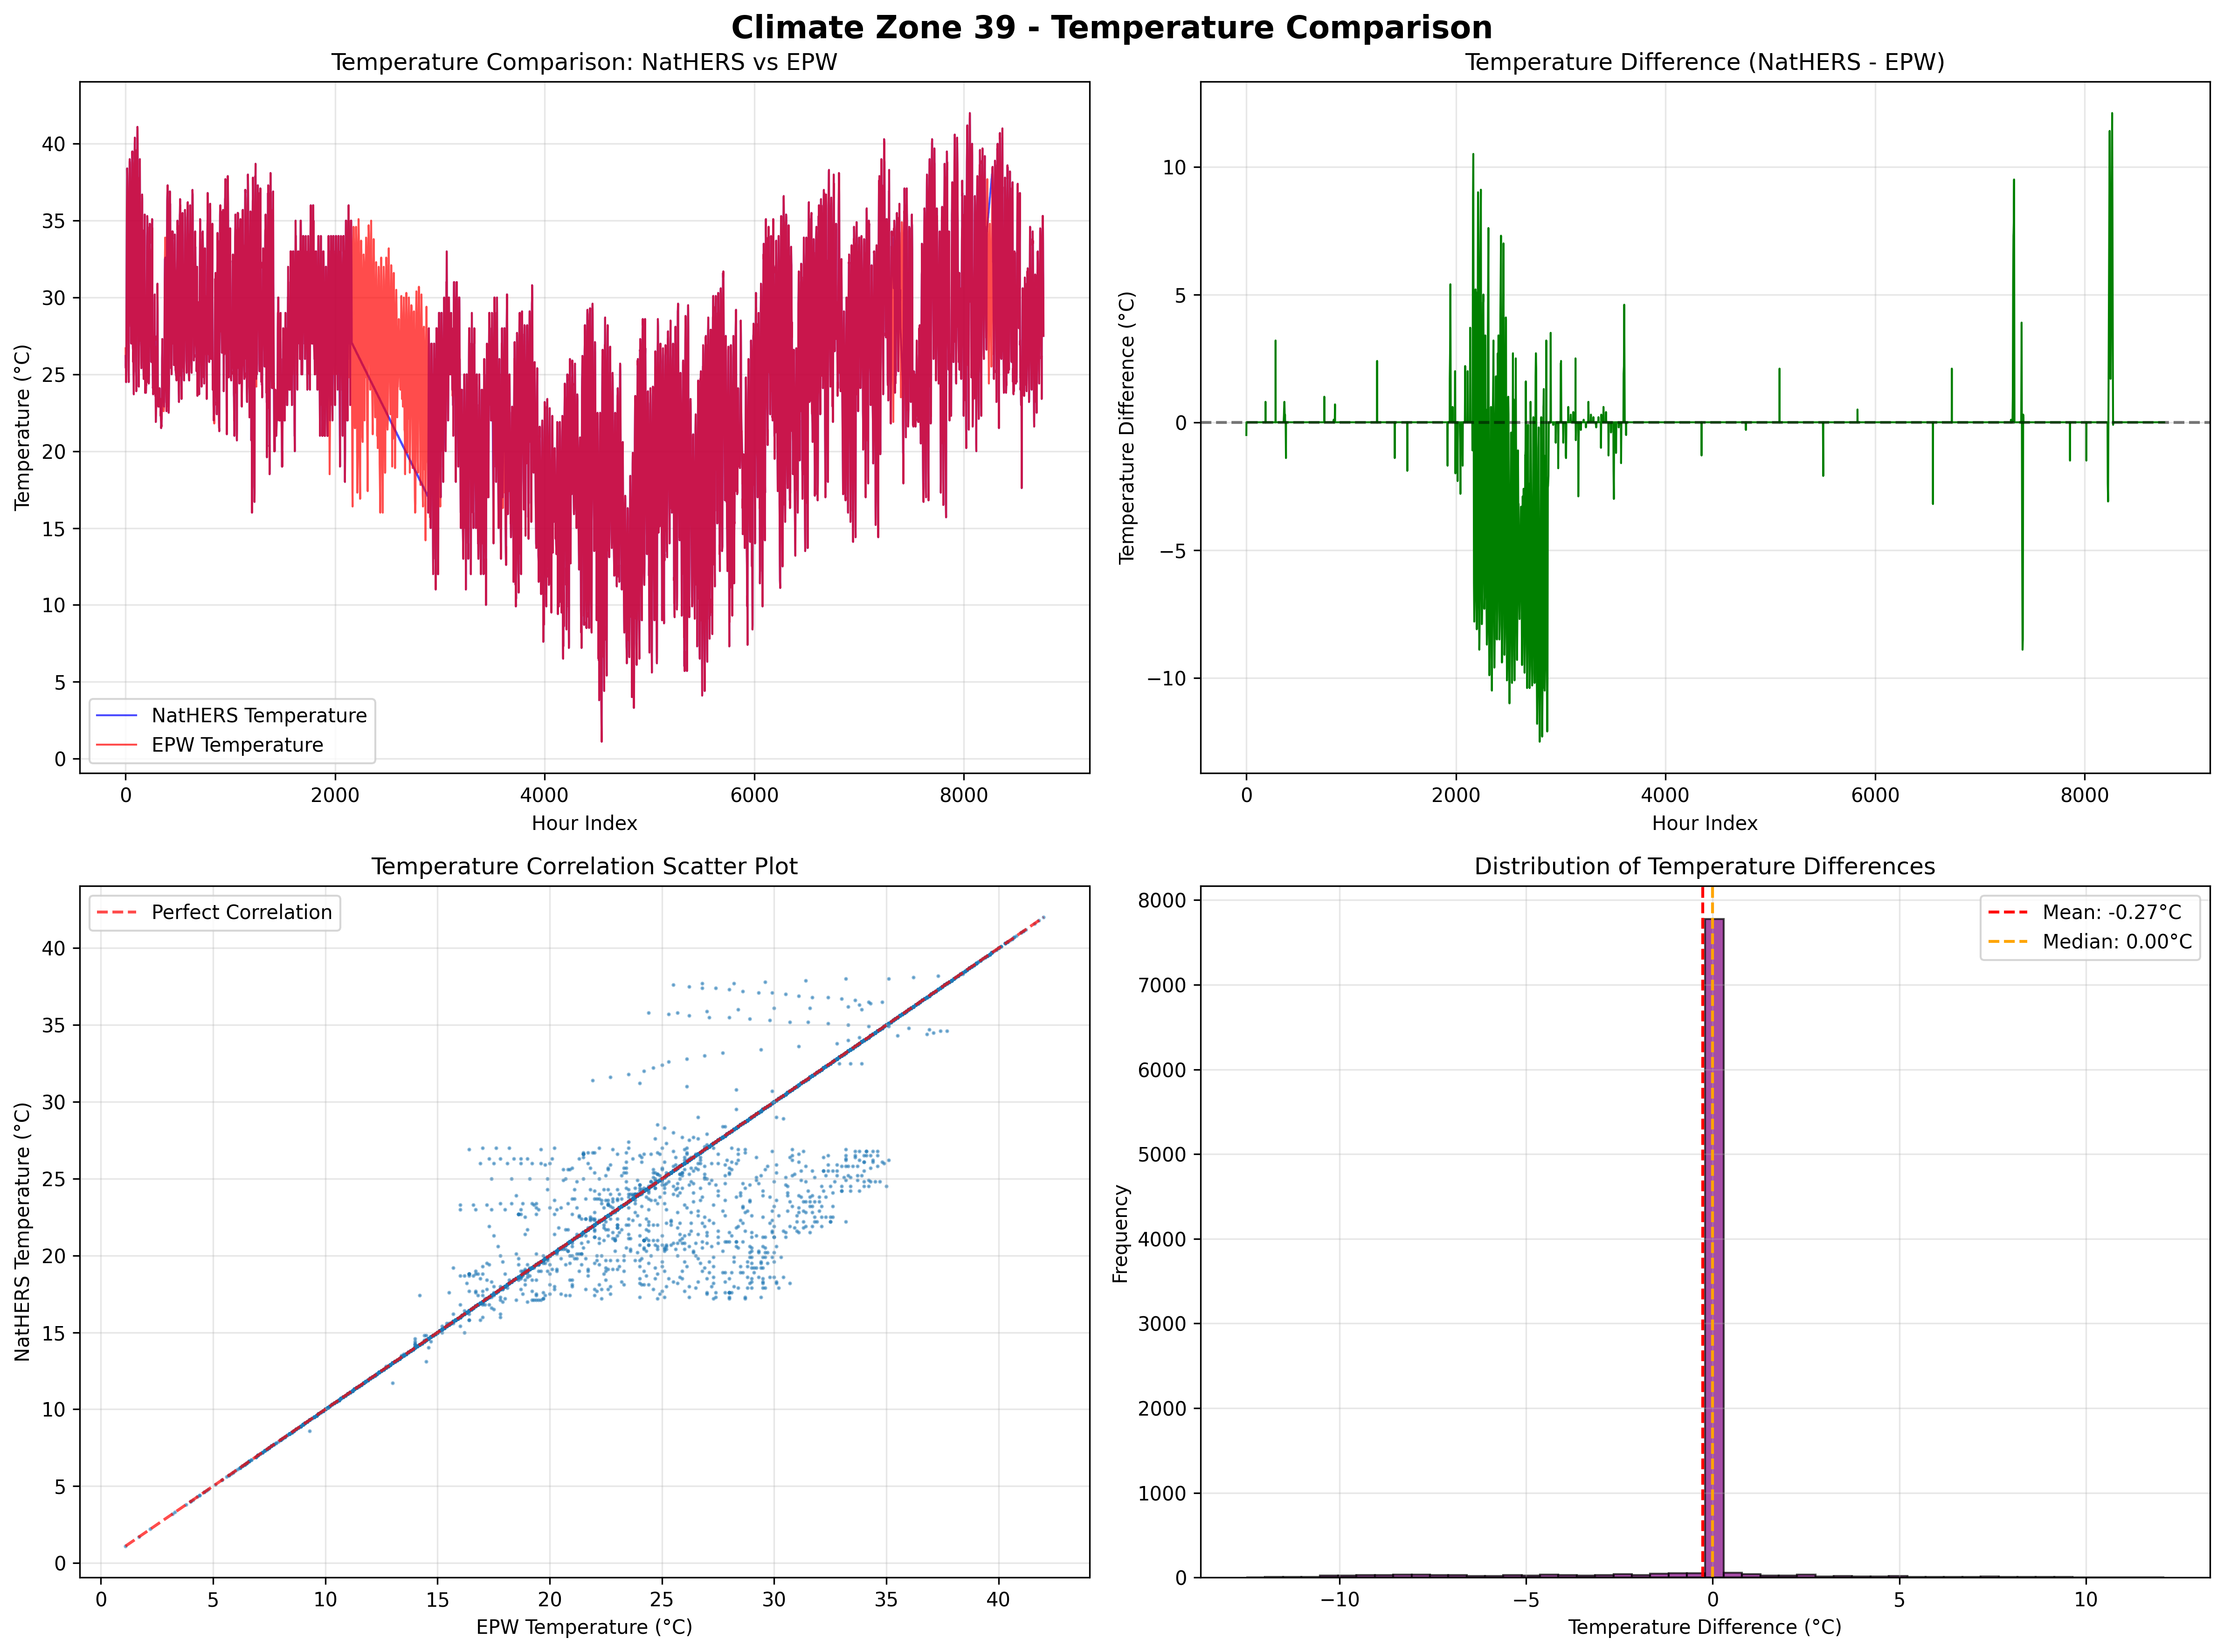 Climate Zone 39 - Temperature Comparison
Temperature Comparison: NatHERS vs EPW
Temperature (°C)
40
35
30
25
20
15
10
5
0
NatHERS Temperature
EPW Temperature
0 2000 4000 6000 8000
Hour Index
Temperature Difference (NatHERS - EPW)
Temperature Difference (°C)
10
5
0
−5
−10
0 2000 4000 6000 8000
Hour Index
Temperature Correlation Scatter Plot
Perfect Correlation
NatHERS Temperature (°C)
40
35
30
25
20
15
10
5
0
0 5 10 15 20 25 30 35 40
EPW Temperature (°C)
Distribution of Temperature Differences
Mean: -0.27°C
Median: 0.00°C
Frequency
8000
7000
6000
5000
4000
3000
2000
1000
0
−10 −5 0 5 10
Temperature Difference (°C)